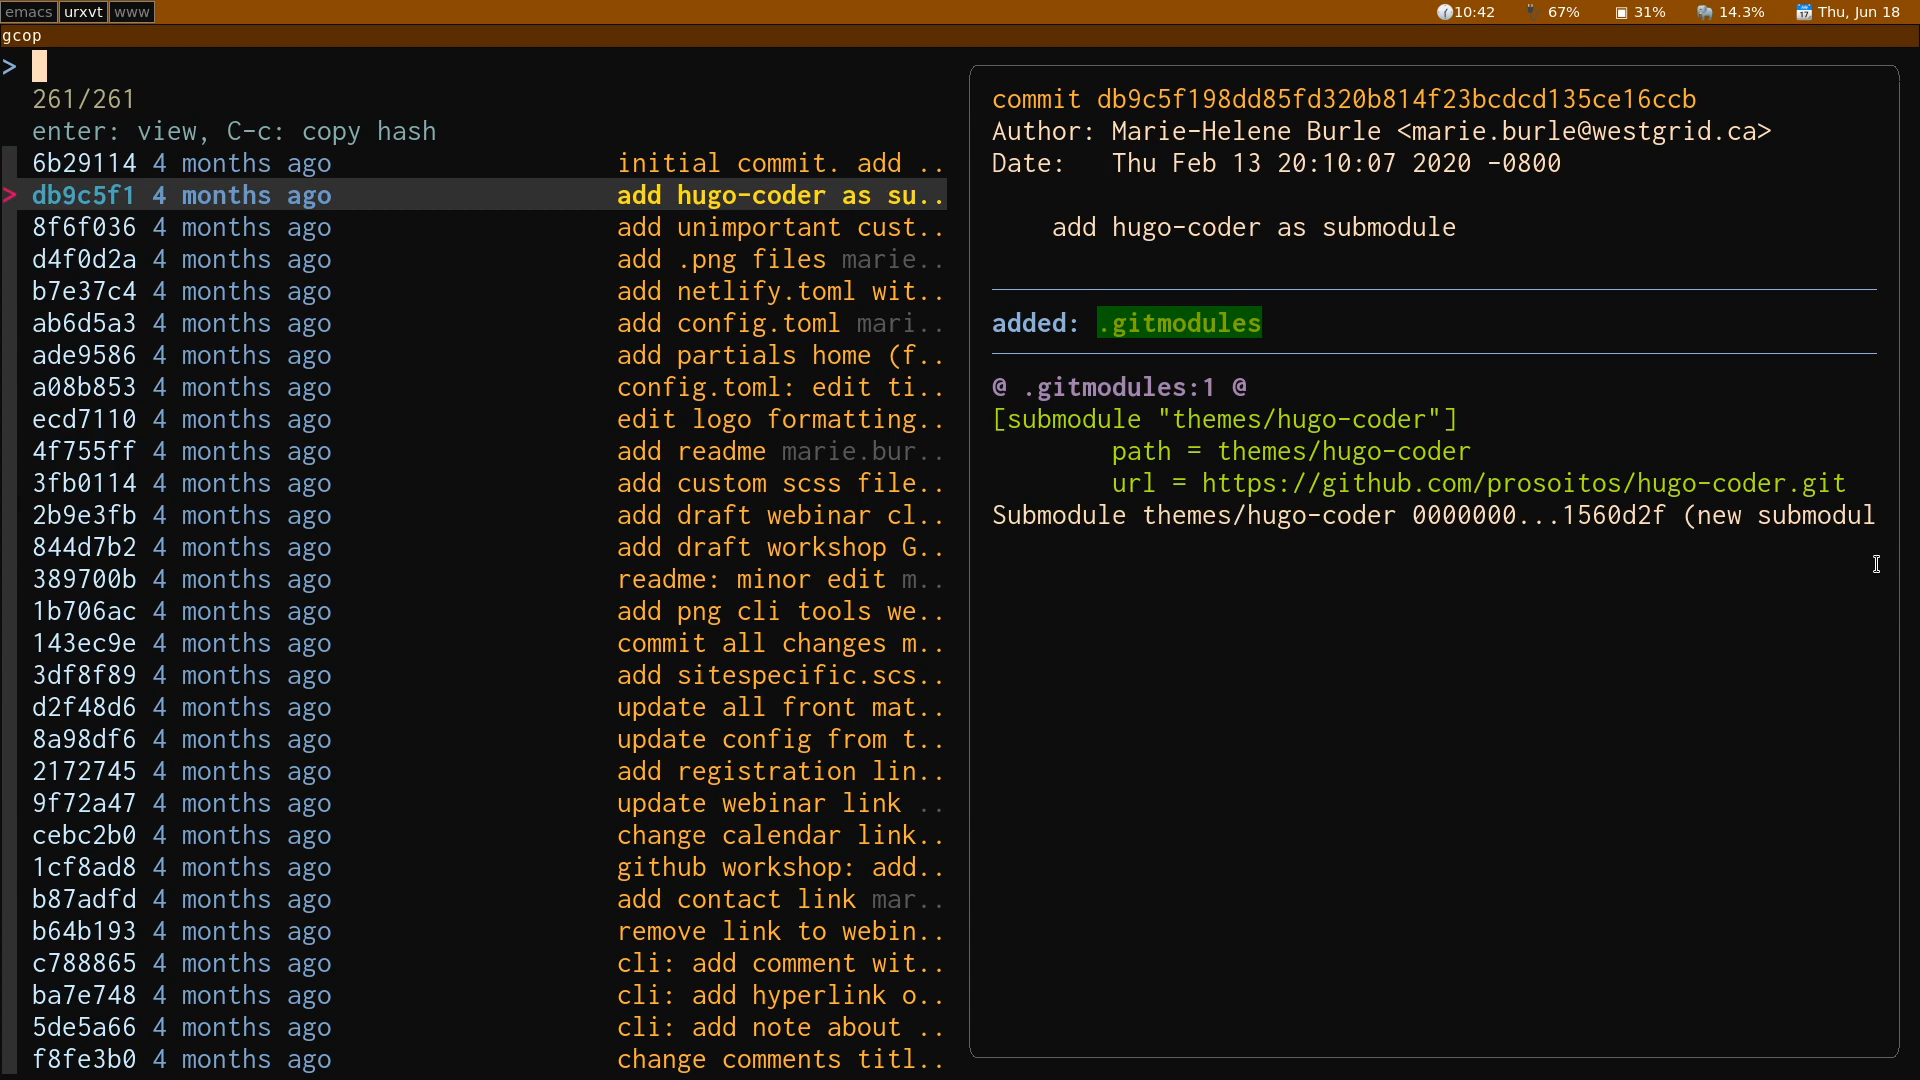 emacs urxvt www 10:42 67% 31% 14.3% Thu, Jun 18
gcop
>
261/261
enter: view, C-c: copy hash
6b29114 4 months ago initial commit. add ..
> db9c5f1 4 months ago add hugo-coder as su..
8f6f036 4 months ago add unimportant cust..
d4f0d2a 4 months ago add .png files marie..
b7e37c4 4 months ago add netlify.toml wit..
ab6d5a3 4 months ago add config.toml mari..
ade9586 4 months ago add partials home (f..
a08b853 4 months ago config.toml: edit ti..
ecd7110 4 months ago edit logo formatting..
4f755ff 4 months ago add readme marie.bur..
3fb0114 4 months ago add custom scss file..
2b9e3fb 4 months ago add draft webinar cl..
844d7b2 4 months ago add draft workshop G..
389700b 4 months ago readme: minor edit m..
1b706ac 4 months ago add png cli tools we..
143ec9e 4 months ago commit all changes m..
3df8f89 4 months ago add sitespecific.scs..
d2f48d6 4 months ago update all front mat..
8a98df6 4 months ago update config from t..
2172745 4 months ago add registration lin..
9f72a47 4 months ago update webinar link ..
cebc2b0 4 months ago change calendar link..
1cf8ad8 4 months ago github workshop: add..
b87adfd 4 months ago add contact link mar..
b64b193 4 months ago remove link to webin..
c788865 4 months ago cli: add comment wit..
ba7e748 4 months ago cli: add hyperlink o..
5de5a66 4 months ago cli: add note about ..
f8fe3b0 4 months ago change comments titl..
commit db9c5f198dd85fd320b814f23bcdcd135ce16ccb
Author: Marie-Helene Burle <marie.burle@westgrid.ca>
Date:   Thu Feb 13 20:10:07 2020 -0800
add hugo-coder as submodule
added: .gitmodules
@ .gitmodules:1 @
[submodule "themes/hugo-coder"]
path = themes/hugo-coder
url = https://github.com/prosoitos/hugo-coder.git
Submodule themes/hugo-coder 0000000...1560d2f (new submodul